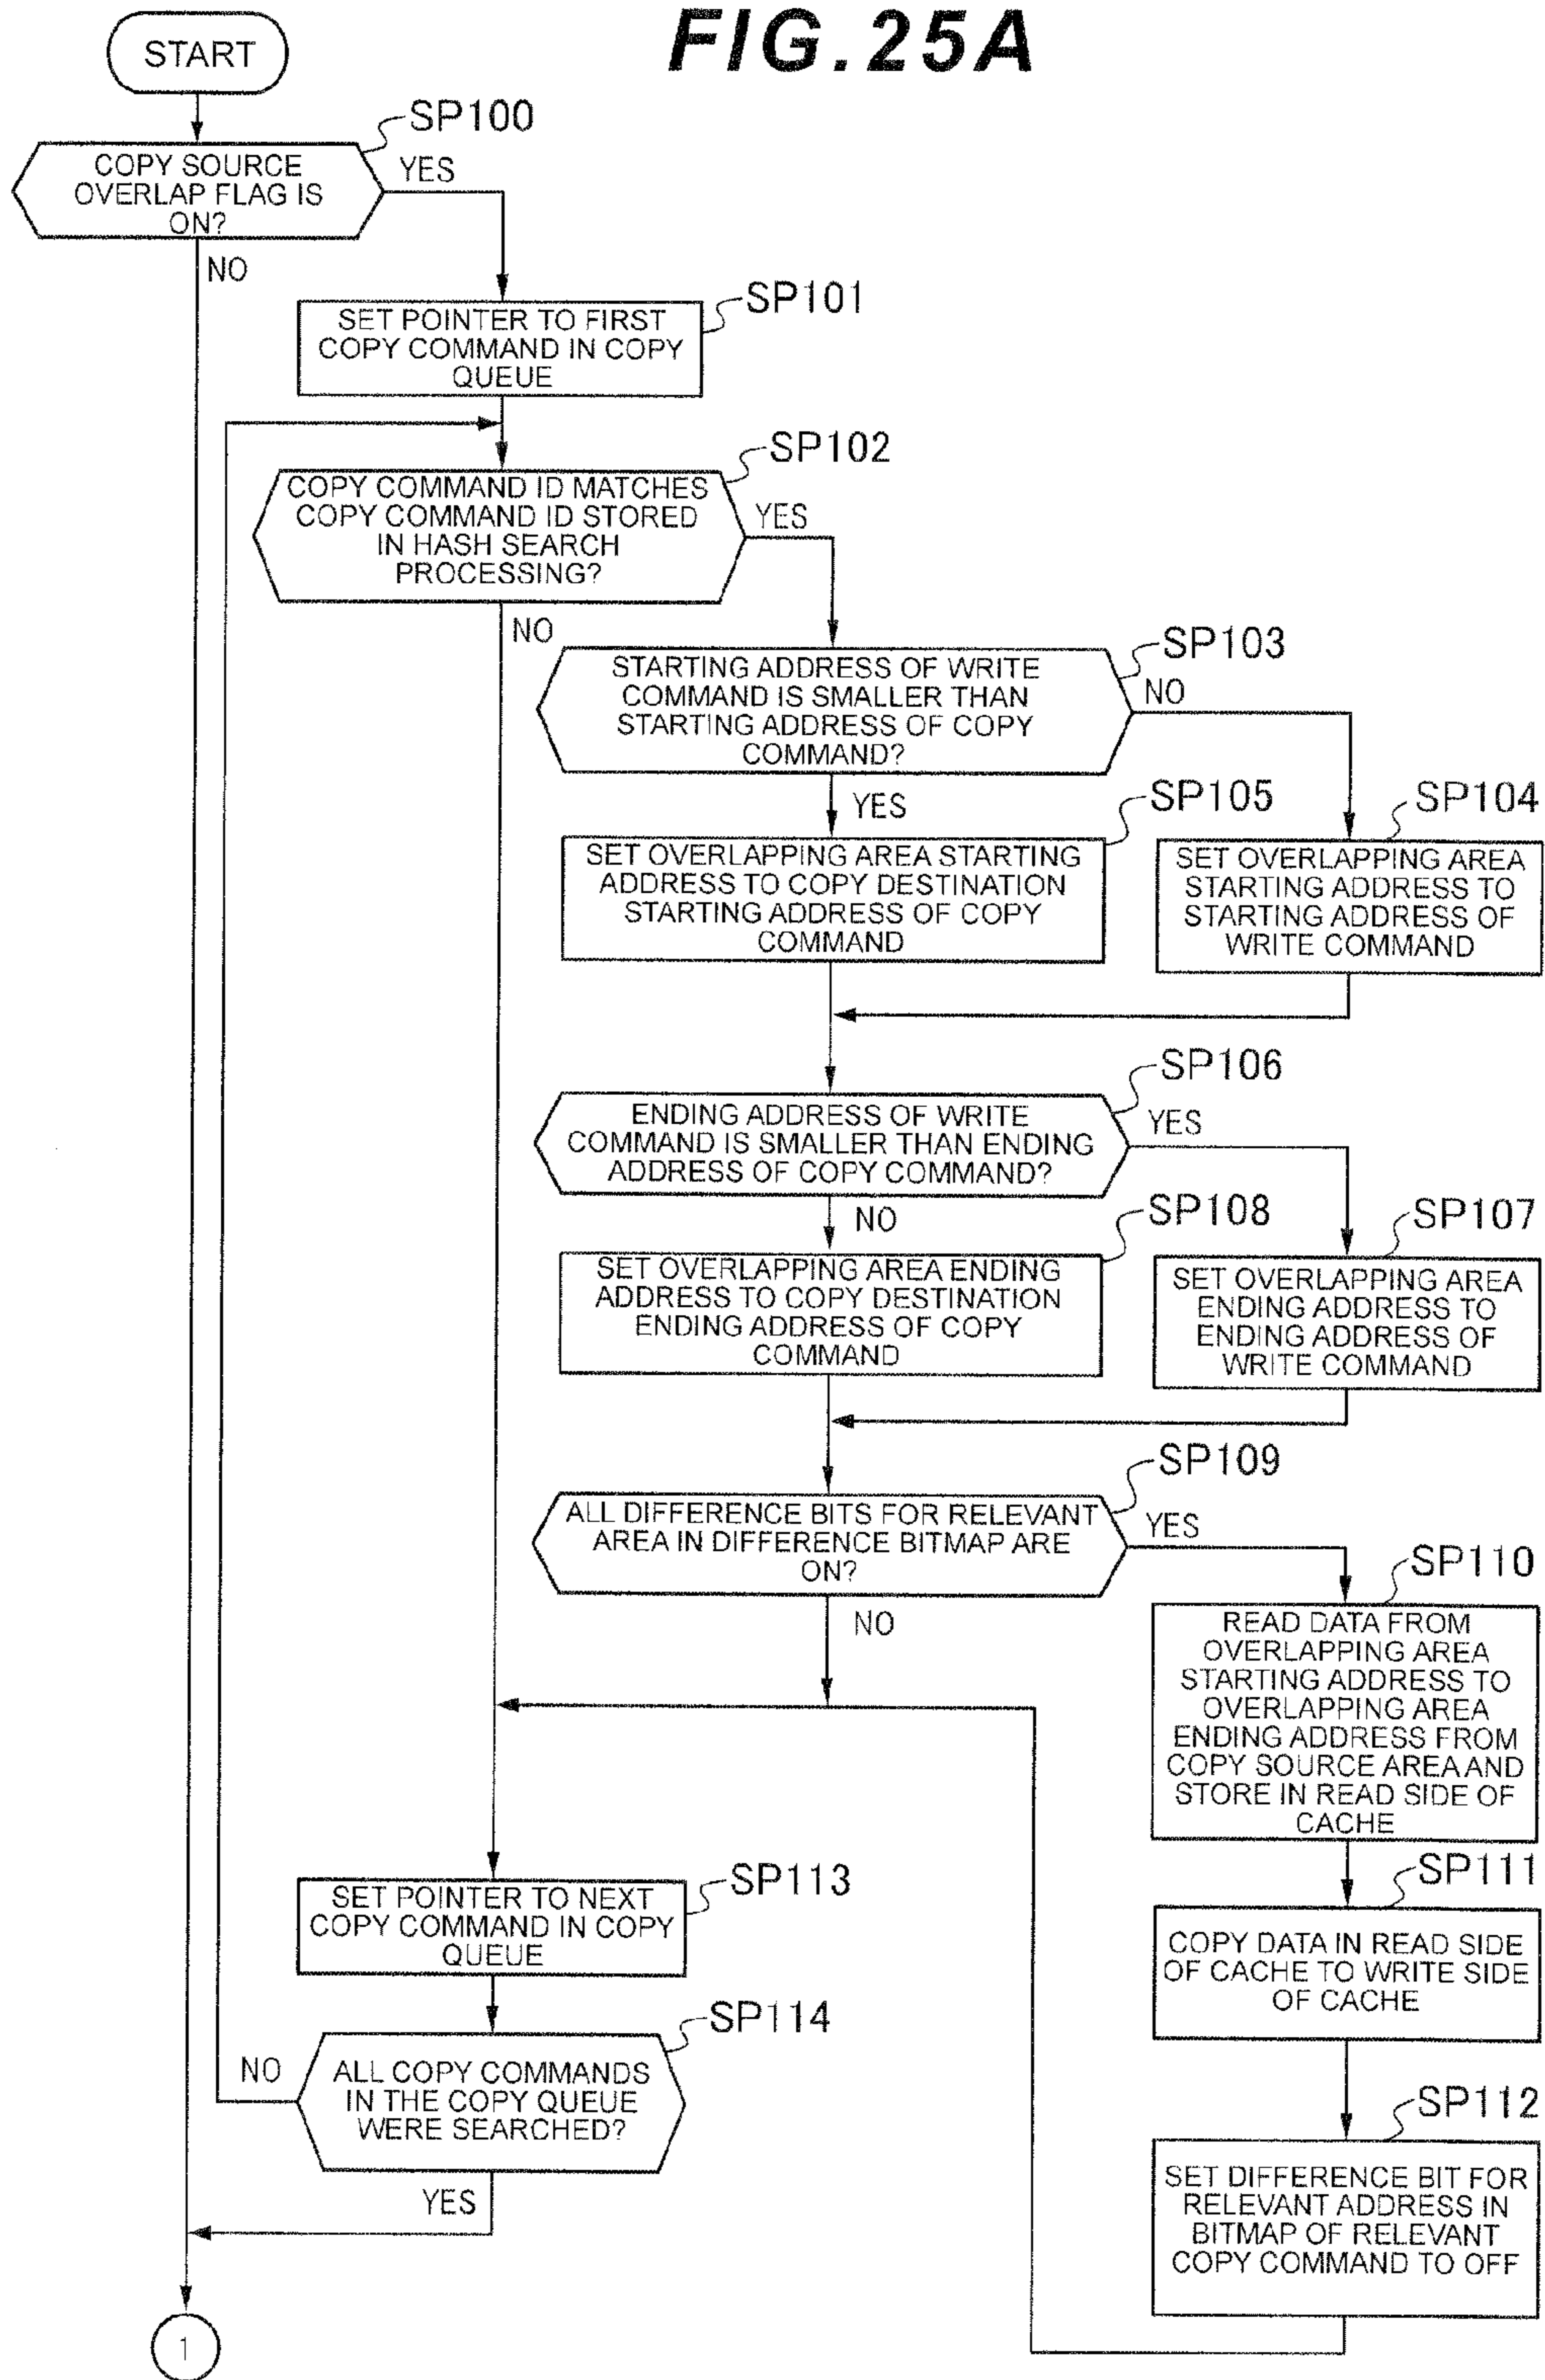 FIG.25A
START
SP100
COPY SOURCE
OVERLAP FLAG IS
ON?
YES
NO
SP101
SET POINTER TO FIRST
COPY COMMAND IN COPY
QUEUE
SP102
COPY COMMAND ID MATCHES
COPY COMMAND ID STORED
IN HASH SEARCH
PROCESSING?
YES
NO
SP103
STARTING ADDRESS OF WRITE
COMMAND IS SMALLER THAN
STARTING ADDRESS OF COPY
COMMAND?
NO
YES
SP105
SET OVERLAPPING AREA STARTING
ADDRESS TO COPY DESTINATION
STARTING ADDRESS OF COPY
COMMAND
SP104
SET OVERLAPPING AREA
STARTING ADDRESS TO
STARTING ADDRESS OF
WRITE COMMAND
SP106
ENDING ADDRESS OF WRITE
COMMAND IS SMALLER THAN ENDING
ADDRESS OF COPY COMMAND?
YES
NO
SP108
SET OVERLAPPING AREA ENDING
ADDRESS TO COPY DESTINATION
ENDING ADDRESS OF COPY
COMMAND
SP107
SET OVERLAPPING AREA
ENDING ADDRESS TO
ENDING ADDRESS OF
WRITE COMMAND
SP109
ALL DIFFERENCE BITS FOR RELEVANT
AREA IN DIFFERENCE BITMAP ARE
ON?
YES
NO
SP110
READ DATA FROM
OVERLAPPING AREA
STARTING ADDRESS TO
OVERLAPPING AREA
ENDING ADDRESS FROM
COPY SOURCE AREA AND
STORE IN READ SIDE OF
CACHE
SP111
COPY DATA IN READ SIDE
OF CACHE TO WRITE SIDE
OF CACHE
SP112
SET DIFFERENCE BIT FOR
RELEVANT ADDRESS IN
BITMAP OF RELEVANT
COPY COMMAND TO OFF
SP113
SET POINTER TO NEXT
COPY COMMAND IN COPY
QUEUE
SP114
ALL COPY COMMANDS
IN THE COPY QUEUE
WERE SEARCHED?
NO
YES
1